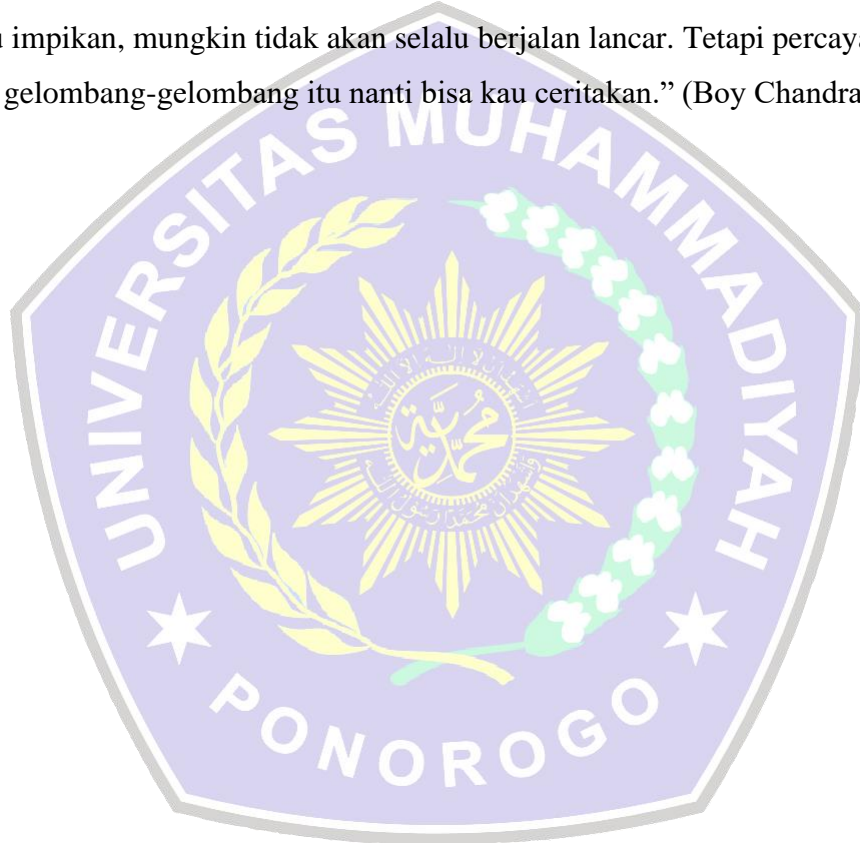 impikan, mungkin tidak akan selalu berjalan lancar. Tetapi percaya
gelombang-gelombang itu nanti bisa kau ceritakan.” (Boy Chandra
UNIVERSITAS MUHAMMADIYAH
محمدية
PONOROGO